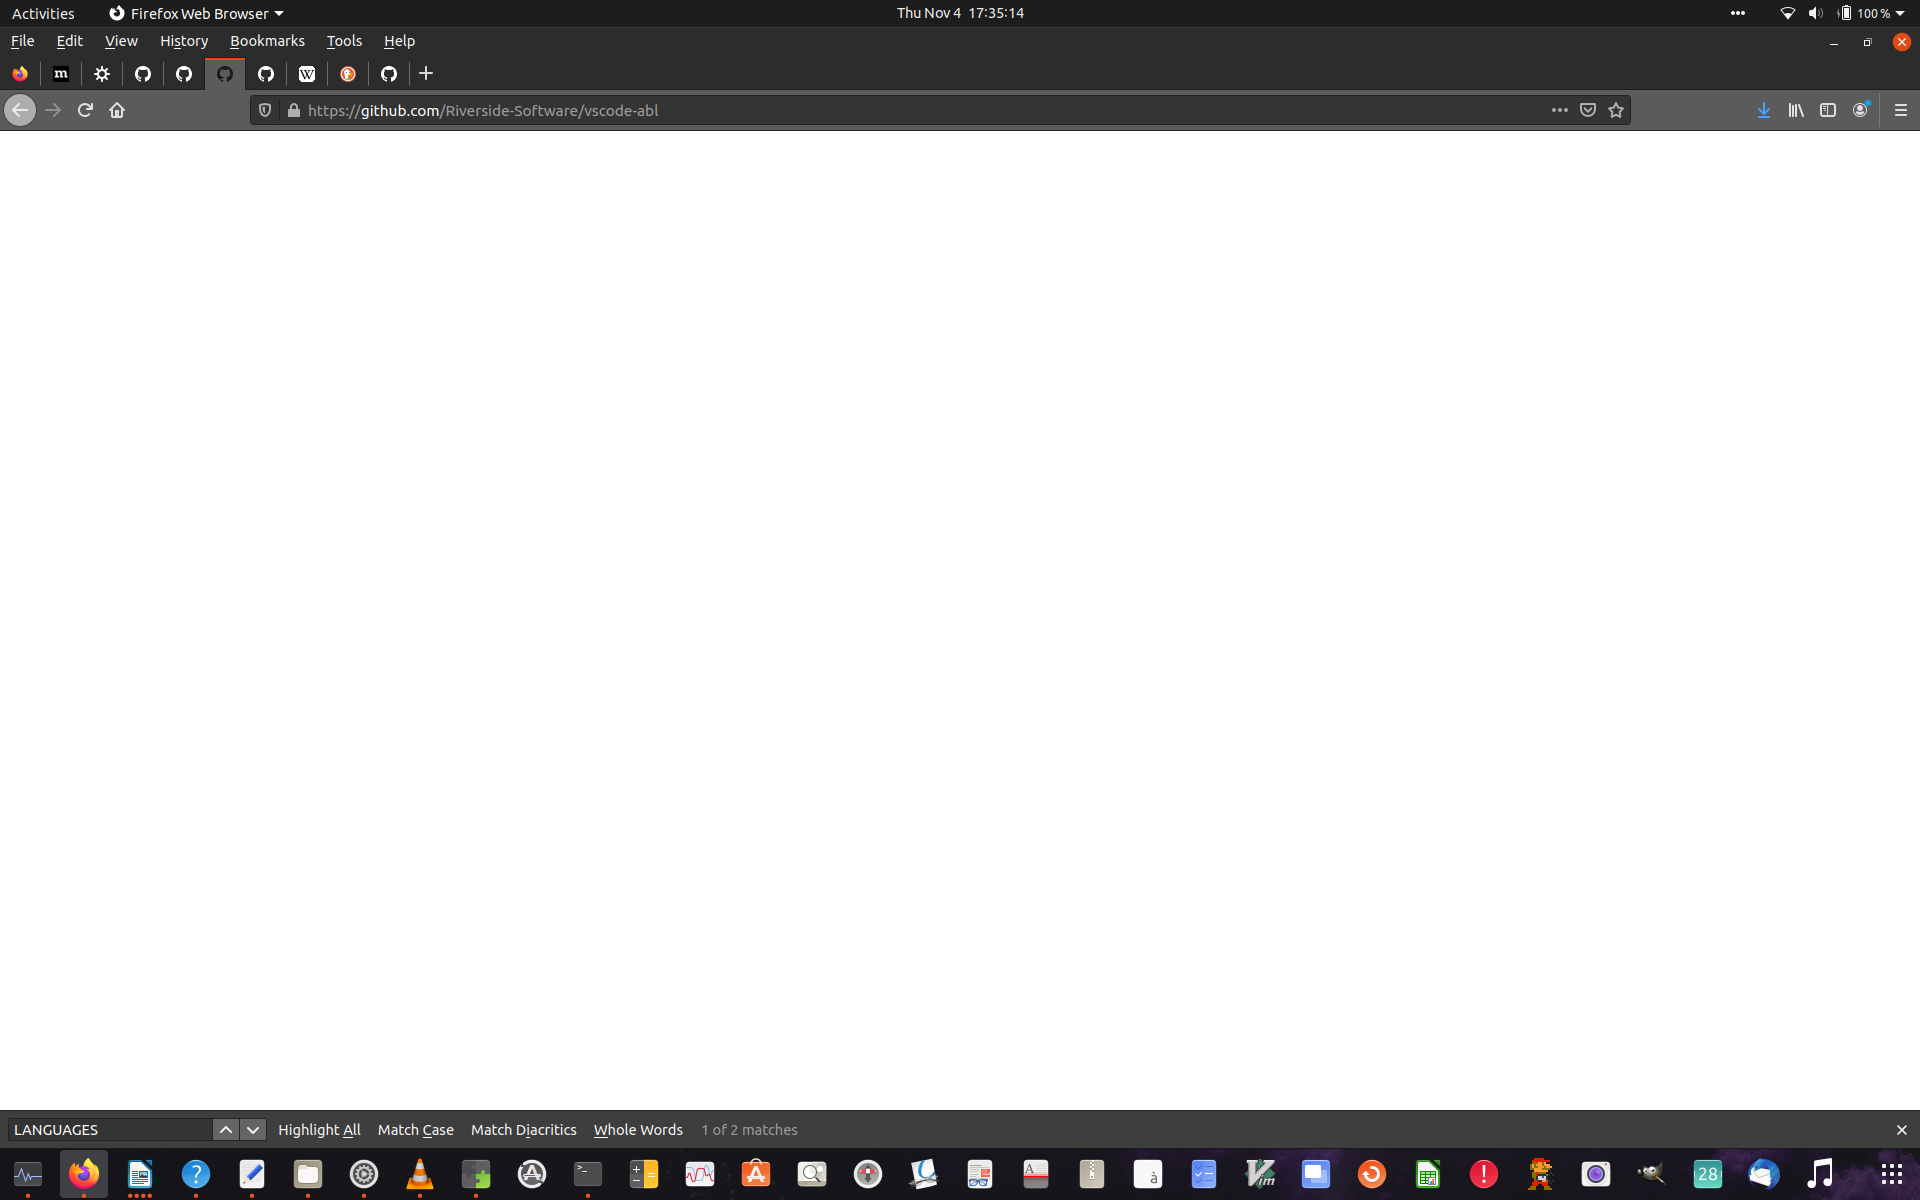 Activities Firefox Web Browser Thu Nov 4 17:35:14 100 %
File Edit View History Bookmarks Tools Help
m W
https://github.com/Riverside-Software/vscode-abl
LANGUAGES Highlight All Match Case Match Diacritics Whole Words 1 of 2 matches
? >_ A à Vim ! 28